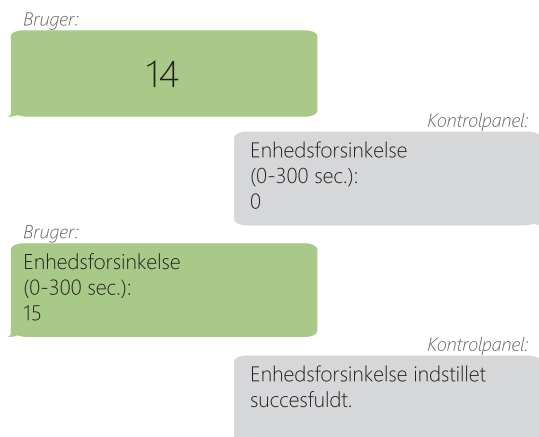 Bruger:
14
Kontrolpanel:
Enhedsforsinkelse
(0-300 sec.):
0
Bruger:
Enhedsforsinkelse
(0-300 sec.):
15
Kontrolpanel:
Enhedsforsinkelse indstillet
succesfuldt.